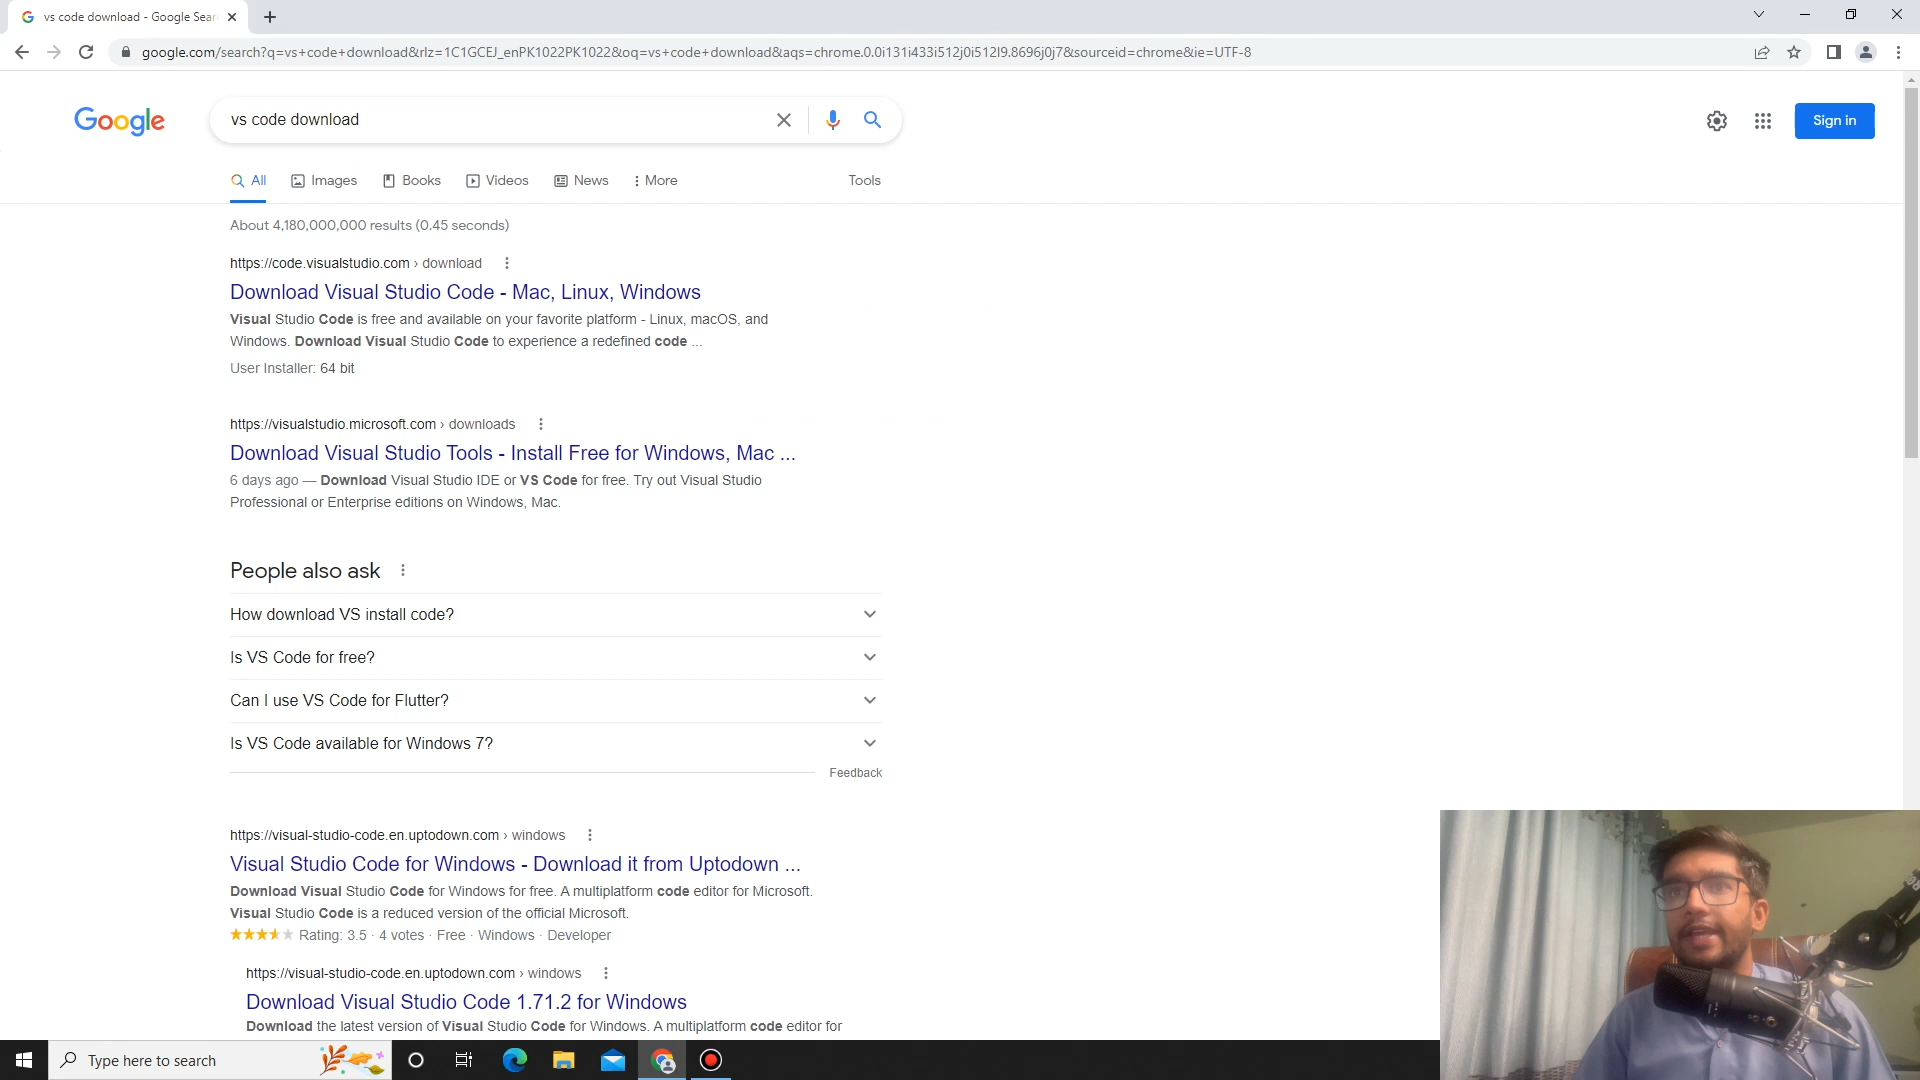 vs code download - Google Sear
google.com/search?q=vs+code+download&rlz=1C1GCEJ_enPK1022PK1022&oq=vs+code+download&aqs=chrome.0.0i131i433i512j0i512l9.8696j0j7&sourceid=chrome&ie=UTF-8
Google
vs code download
Sign in
All
Images
Books
Videos
News
More
Tools
About 4,180,000,000 results (0.45 seconds)
https://code.visualstudio.com › download
Download Visual Studio Code - Mac, Linux, Windows
Visual Studio Code is free and available on your favorite platform - Linux, macOS, and
Windows. Download Visual Studio Code to experience a redefined code ...
User Installer: 64 bit
https://visualstudio.microsoft.com › downloads
Download Visual Studio Tools - Install Free for Windows, Mac ...
6 days ago — Download Visual Studio IDE or VS Code for free. Try out Visual Studio
Professional or Enterprise editions on Windows, Mac.
People also ask
How download VS install code?
Is VS Code for free?
Can I use VS Code for Flutter?
Is VS Code available for Windows 7?
Feedback
https://visual-studio-code.en.uptodown.com › windows
Visual Studio Code for Windows - Download it from Uptodown ...
Download Visual Studio Code for Windows for free. A multiplatform code editor for Microsoft.
Visual Studio Code is a reduced version of the official Microsoft.
Rating: 3.5 · 4 votes · Free · Windows · Developer
https://visual-studio-code.en.uptodown.com › windows
Download Visual Studio Code 1.71.2 for Windows
Download the latest version of Visual Studio Code for Windows. A multiplatform code editor for
Type here to search